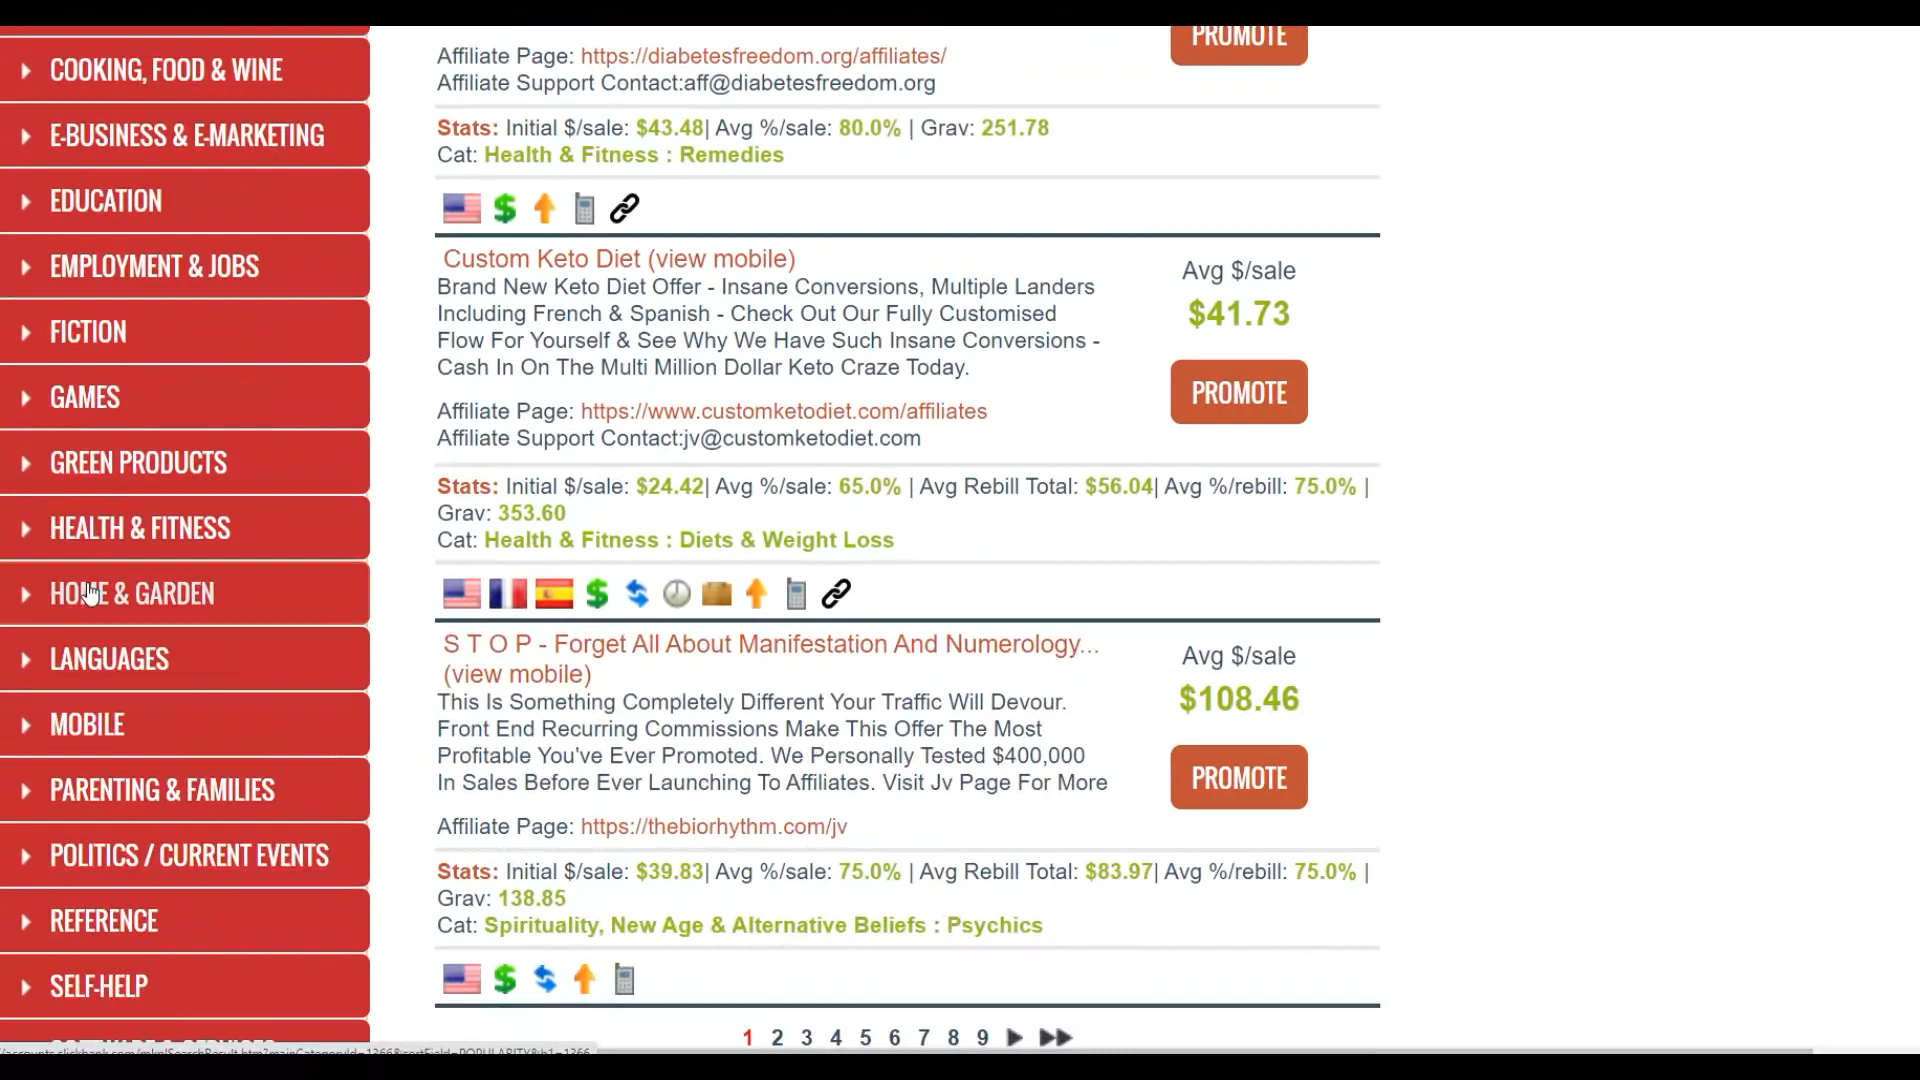 COOKING, FOOD & WINE
E-BUSINESS & E-MARKETING
EDUCATION
EMPLOYMENT & JOBS
FICTION
GAMES
GREEN PRODUCTS
HEALTH & FITNESS
HOME & GARDEN
LANGUAGES
MOBILE
PARENTING & FAMILIES
POLITICS / CURRENT EVENTS
REFERENCE
SELF-HELP
PROMOTE
Affiliate Page: https://diabetesfreedom.org/affiliates/
Affiliate Support Contact:aff@diabetesfreedom.org
Stats: Initial $/sale: $43.48| Avg %/sale: 80.0% | Grav: 251.78
Cat: Health & Fitness : Remedies
Custom Keto Diet (view mobile)
Brand New Keto Diet Offer - Insane Conversions, Multiple Landers
Including French & Spanish - Check Out Our Fully Customised
Flow For Yourself & See Why We Have Such Insane Conversions -
Cash In On The Multi Million Dollar Keto Craze Today.
Avg $/sale
$41.73
PROMOTE
Affiliate Page: https://www.customketodiet.com/affiliates
Affiliate Support Contact:jv@customketodiet.com
Stats: Initial $/sale: $24.42| Avg %/sale: 65.0% | Avg Rebill Total: $56.04| Avg %/rebill: 75.0% |
Grav: 353.60
Cat: Health & Fitness : Diets & Weight Loss
S T O P - Forget All About Manifestation And Numerology...
(view mobile)
This Is Something Completely Different Your Traffic Will Devour.
Front End Recurring Commissions Make This Offer The Most
Profitable You've Ever Promoted. We Personally Tested $400,000
In Sales Before Ever Launching To Affiliates. Visit Jv Page For More
Avg $/sale
$108.46
PROMOTE
Affiliate Page: https://thebiorhythm.com/jv
Stats: Initial $/sale: $39.83| Avg %/sale: 75.0% | Avg Rebill Total: $83.97| Avg %/rebill: 75.0% |
Grav: 138.85
Cat: Spirituality, New Age & Alternative Beliefs : Psychics
1 2 3 4 5 6 7 8 9